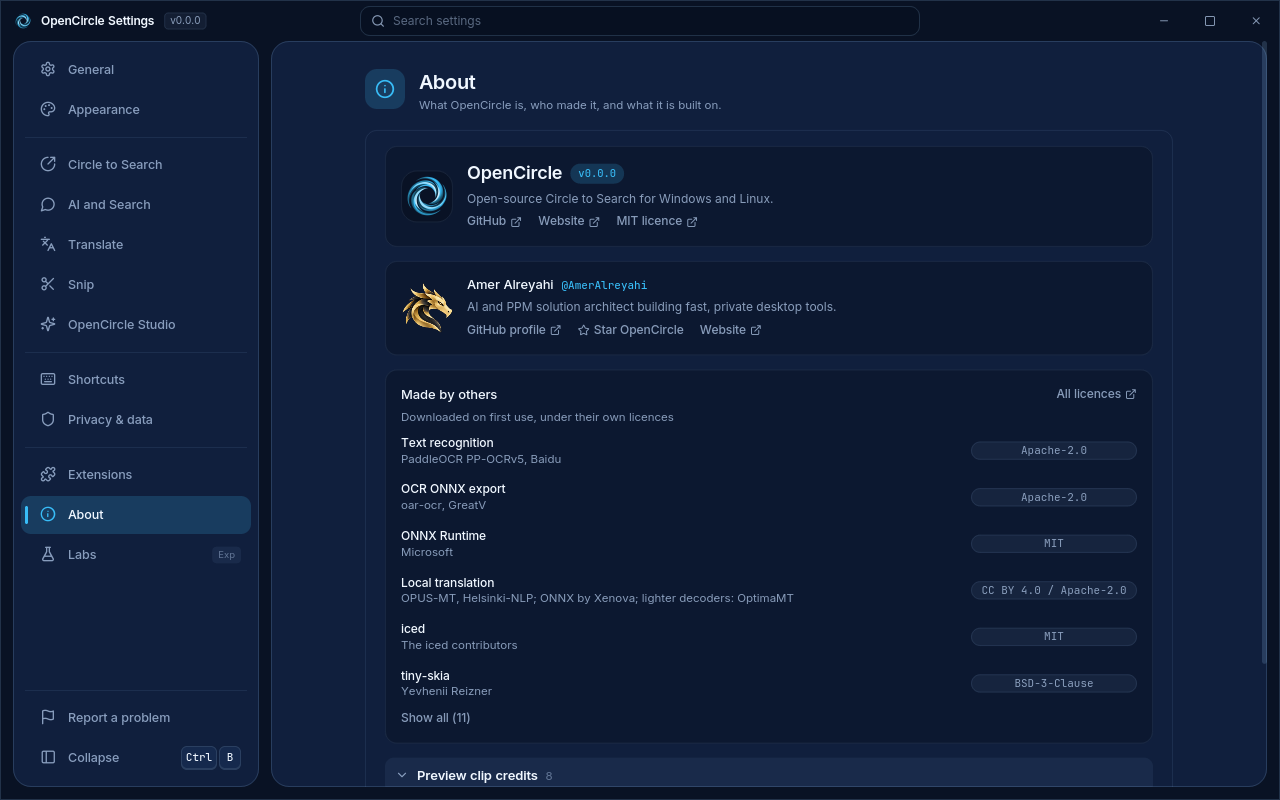 OpenCircle Settings v0.0.0
Search settings
General
Appearance
Circle to Search
AI and Search
Translate
Snip
OpenCircle Studio
Shortcuts
Privacy & data
Extensions
About
Labs Exp
Report a problem
Collapse Ctrl B
About
What OpenCircle is, who made it, and what it is built on.
OpenCircle v0.0.0
Open-source Circle to Search for Windows and Linux.
GitHub Website MIT licence
Amer Alreyahi @AmerAlreyahi
AI and PPM solution architect building fast, private desktop tools.
GitHub profile Star OpenCircle Website
Made by others All licences
Downloaded on first use, under their own licences
Text recognition
PaddleOCR PP-OCRv5, Baidu
Apache-2.0
OCR ONNX export
oar-ocr, GreatV
Apache-2.0
ONNX Runtime
Microsoft
MIT
Local translation
OPUS-MT, Helsinki-NLP; ONNX by Xenova; lighter decoders: OptimaMT
CC BY 4.0 / Apache-2.0
iced
The iced contributors
MIT
tiny-skia
Yevhenii Reizner
BSD-3-Clause
Show all (11)
Preview clip credits 8